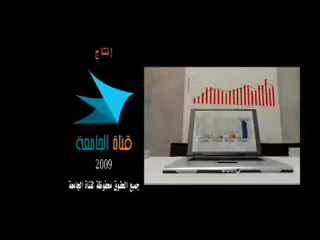 إنتاج
قناة الجامعة
2009
جميع الحقوق محفوظة لقناة الجامعة